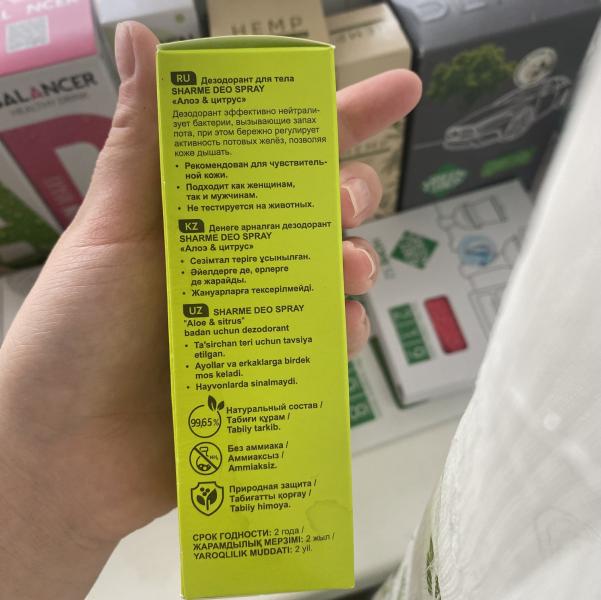 RU Дезодорант для тела
SHARME DEO SPRAY
«Алоэ & цитрус»
Дезодорант эффективно нейтрали-
зует бактерии, вызывающие запах
пота, при этом бережно регулирует
активность потовых желёз, позволяя
коже дышать.
• Рекомендован для чувствитель-
ной кожи.
• Подходит как женщинам,
так и мужчинам.
• Не тестируется на животных.
KZ Денеге арналған дезодорант
SHARME DEO SPRAY
«Алоэ & цитрус»
• Сезімтал теріге ұсынылған.
• Әйелдерге де, ерлерге
де жарайды.
• Жануарларға тексерілмейді.
UZ SHARME DEO SPRAY
"Aloe & sitrus"
badan uchun dezodorant
• Ta'sirchan teri uchun tavsiya
etilgan.
• Ayollar va erkaklarga birdek
mos keladi.
• Hayvonlarda sinalmaydi.
99,65%
Натуральный состав /
Табиғи құрам /
Tabiiy tarkib.
NH₃
Без аммиака /
Аммиаксыз /
Ammiaksiz.
Природная защита /
Табиғатты қорғау /
Tabiiy himoya.
СРОК ГОДНОСТИ: 2 года /
ЖАРАМДЫЛЫҚ МЕРЗІМІ: 2 жыл /
YAROQLILIK MUDDATI: 2 yil.
BALANCER
HEALTHY DRINK
HEMP